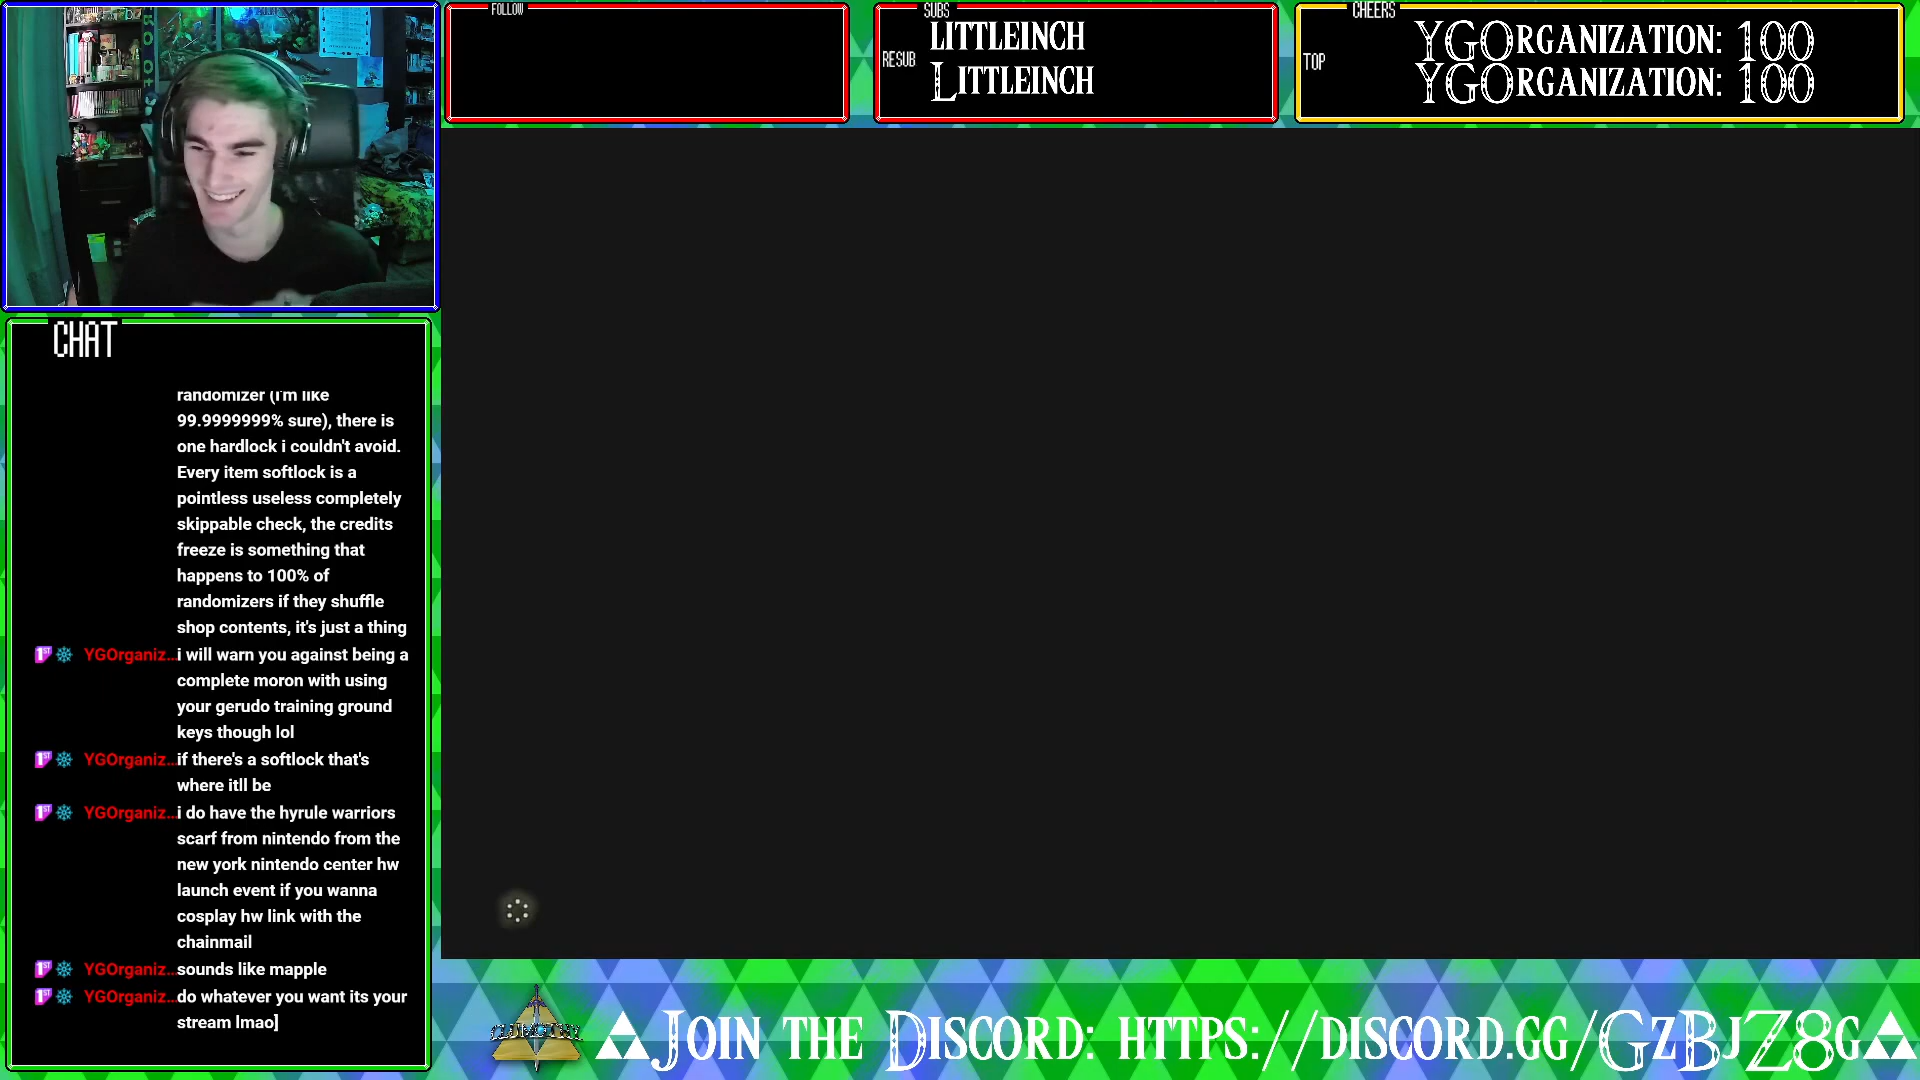 FOLLOW
SUBS
RESUB
LITTLEINCH
LITTLEINCH
CHEERS
TOP
YGORGANIZATION: 100
YGORGANIZATION: 100
CHAT
randomizer (i'm like
99.9999999% sure), there is
one hardlock i couldn't avoid.
Every item softlock is a
pointless useless completely
skippable check, the credits
freeze is something that
happens to 100% of
randomizers if they shuffle
shop contents, it's just a thing
YGOrganiz... i will warn you against being a
complete moron with using
your gerudo training ground
keys though lol
YGOrganiz... if there's a softlock that's
where itll be
YGOrganiz... i do have the hyrule warriors
scarf from nintendo from the
new york nintendo center hw
launch event if you wanna
cosplay hw link with the
chainmail
YGOrganiz... sounds like mapple
YGOrganiz... do whatever you want its your
stream lmao]
JOIN THE DISCORD: HTTPS://DISCORD.GG/GZBJZ8G